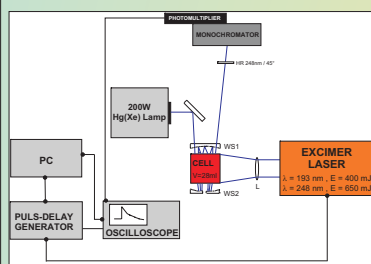 PHOTOMULTIPLIER
MONOCHROMATOR
HR 248nm / 45°
200W
Hg(Xe) Lamp
WS1
CELL
V=28ml
WS2
L
EXCIMER
LASER
λ = 193 nm , E = 400 mJ
λ = 248 nm , E = 650 mJ
PC
PULS-DELAY
GENERATOR
OSCILLOSCOPE